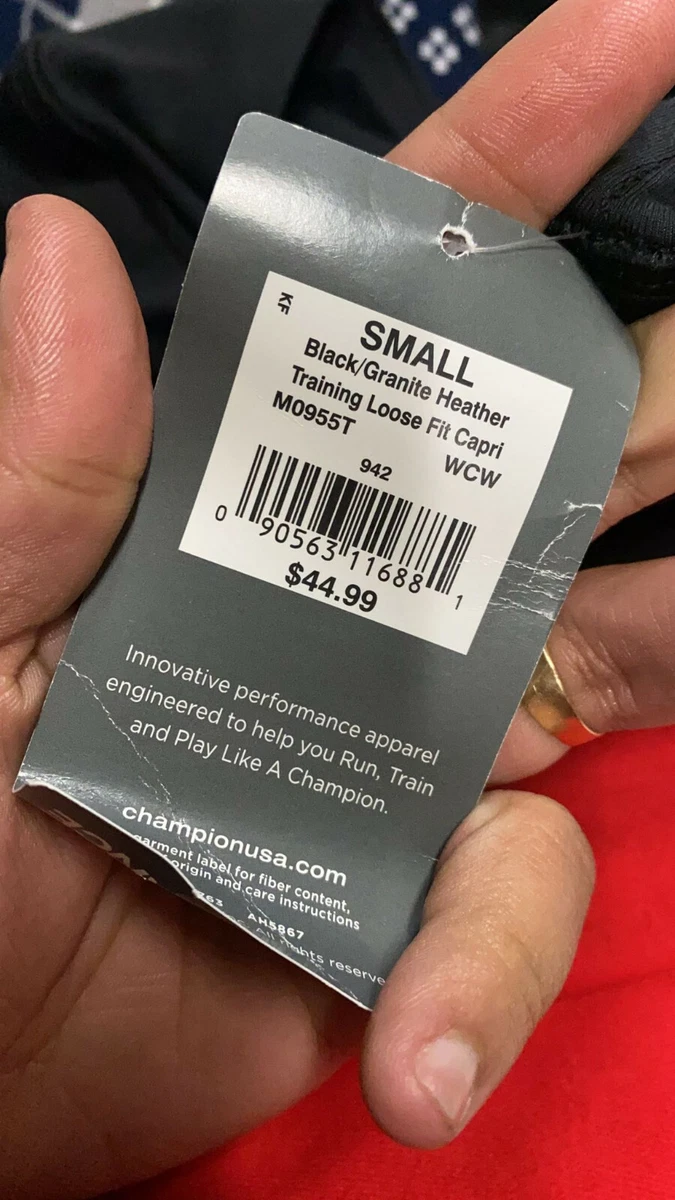 KF
SMALL
Black/Granite Heather
Training Loose Fit Capri
M0955T
WCW
942
0 90563 11688 1
$44.99
Innovative performance apparel
engineered to help you Run, Train
and Play Like A Champion.
championusa.com
garment label for fiber content,
origin and care instructions
AH5867
All rights reserve